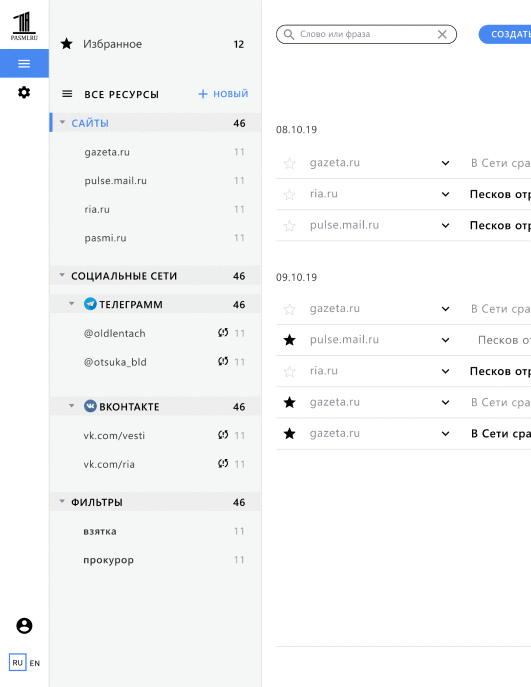 PASMI.RU
RU EN
Избранное 12
ВСЕ РЕСУРСЫ + НОВЫЙ
САЙТЫ 46
gazeta.ru 11
pulse.mail.ru 11
ria.ru 11
pasmi.ru 11
СОЦИАЛЬНЫЕ СЕТИ 46
ТЕЛЕГРАММ 46
@oldlentach 11
@otsuka_bld 11
ВКОНТАКТЕ 46
vk.com/vesti 11
vk.com/ria 11
ФИЛЬТРЫ 46
взятка 11
прокурор 11
Слово или фраза
СОЗДАТЬ
08.10.19
gazeta.ru В Сети сра
ria.ru Песков отр
pulse.mail.ru Песков отр
09.10.19
gazeta.ru В Сети сра
pulse.mail.ru Песков от
ria.ru Песков отр
gazeta.ru В Сети сра
gazeta.ru В Сети сра